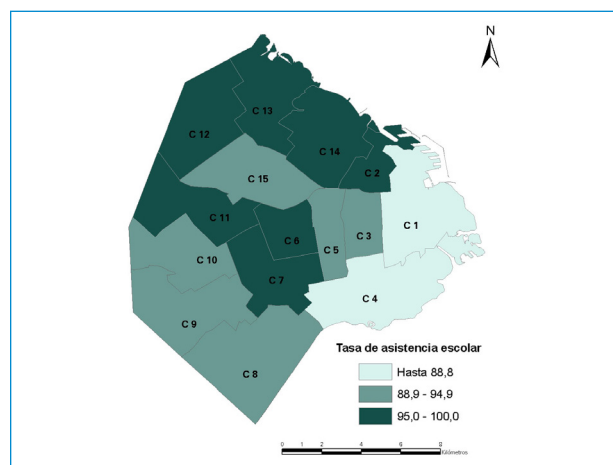 N
C 13
C 12
C 14
C 2
C 15
C 1
C 11
C 6
C 5
C 3
C 10
C 7
C 4
C 9
C 8
Tasa de asistencia escolar
Hasta 88,8
88,9 - 94,9
95,0 - 100,0
0 1 2 4 6 8
Kilómetros